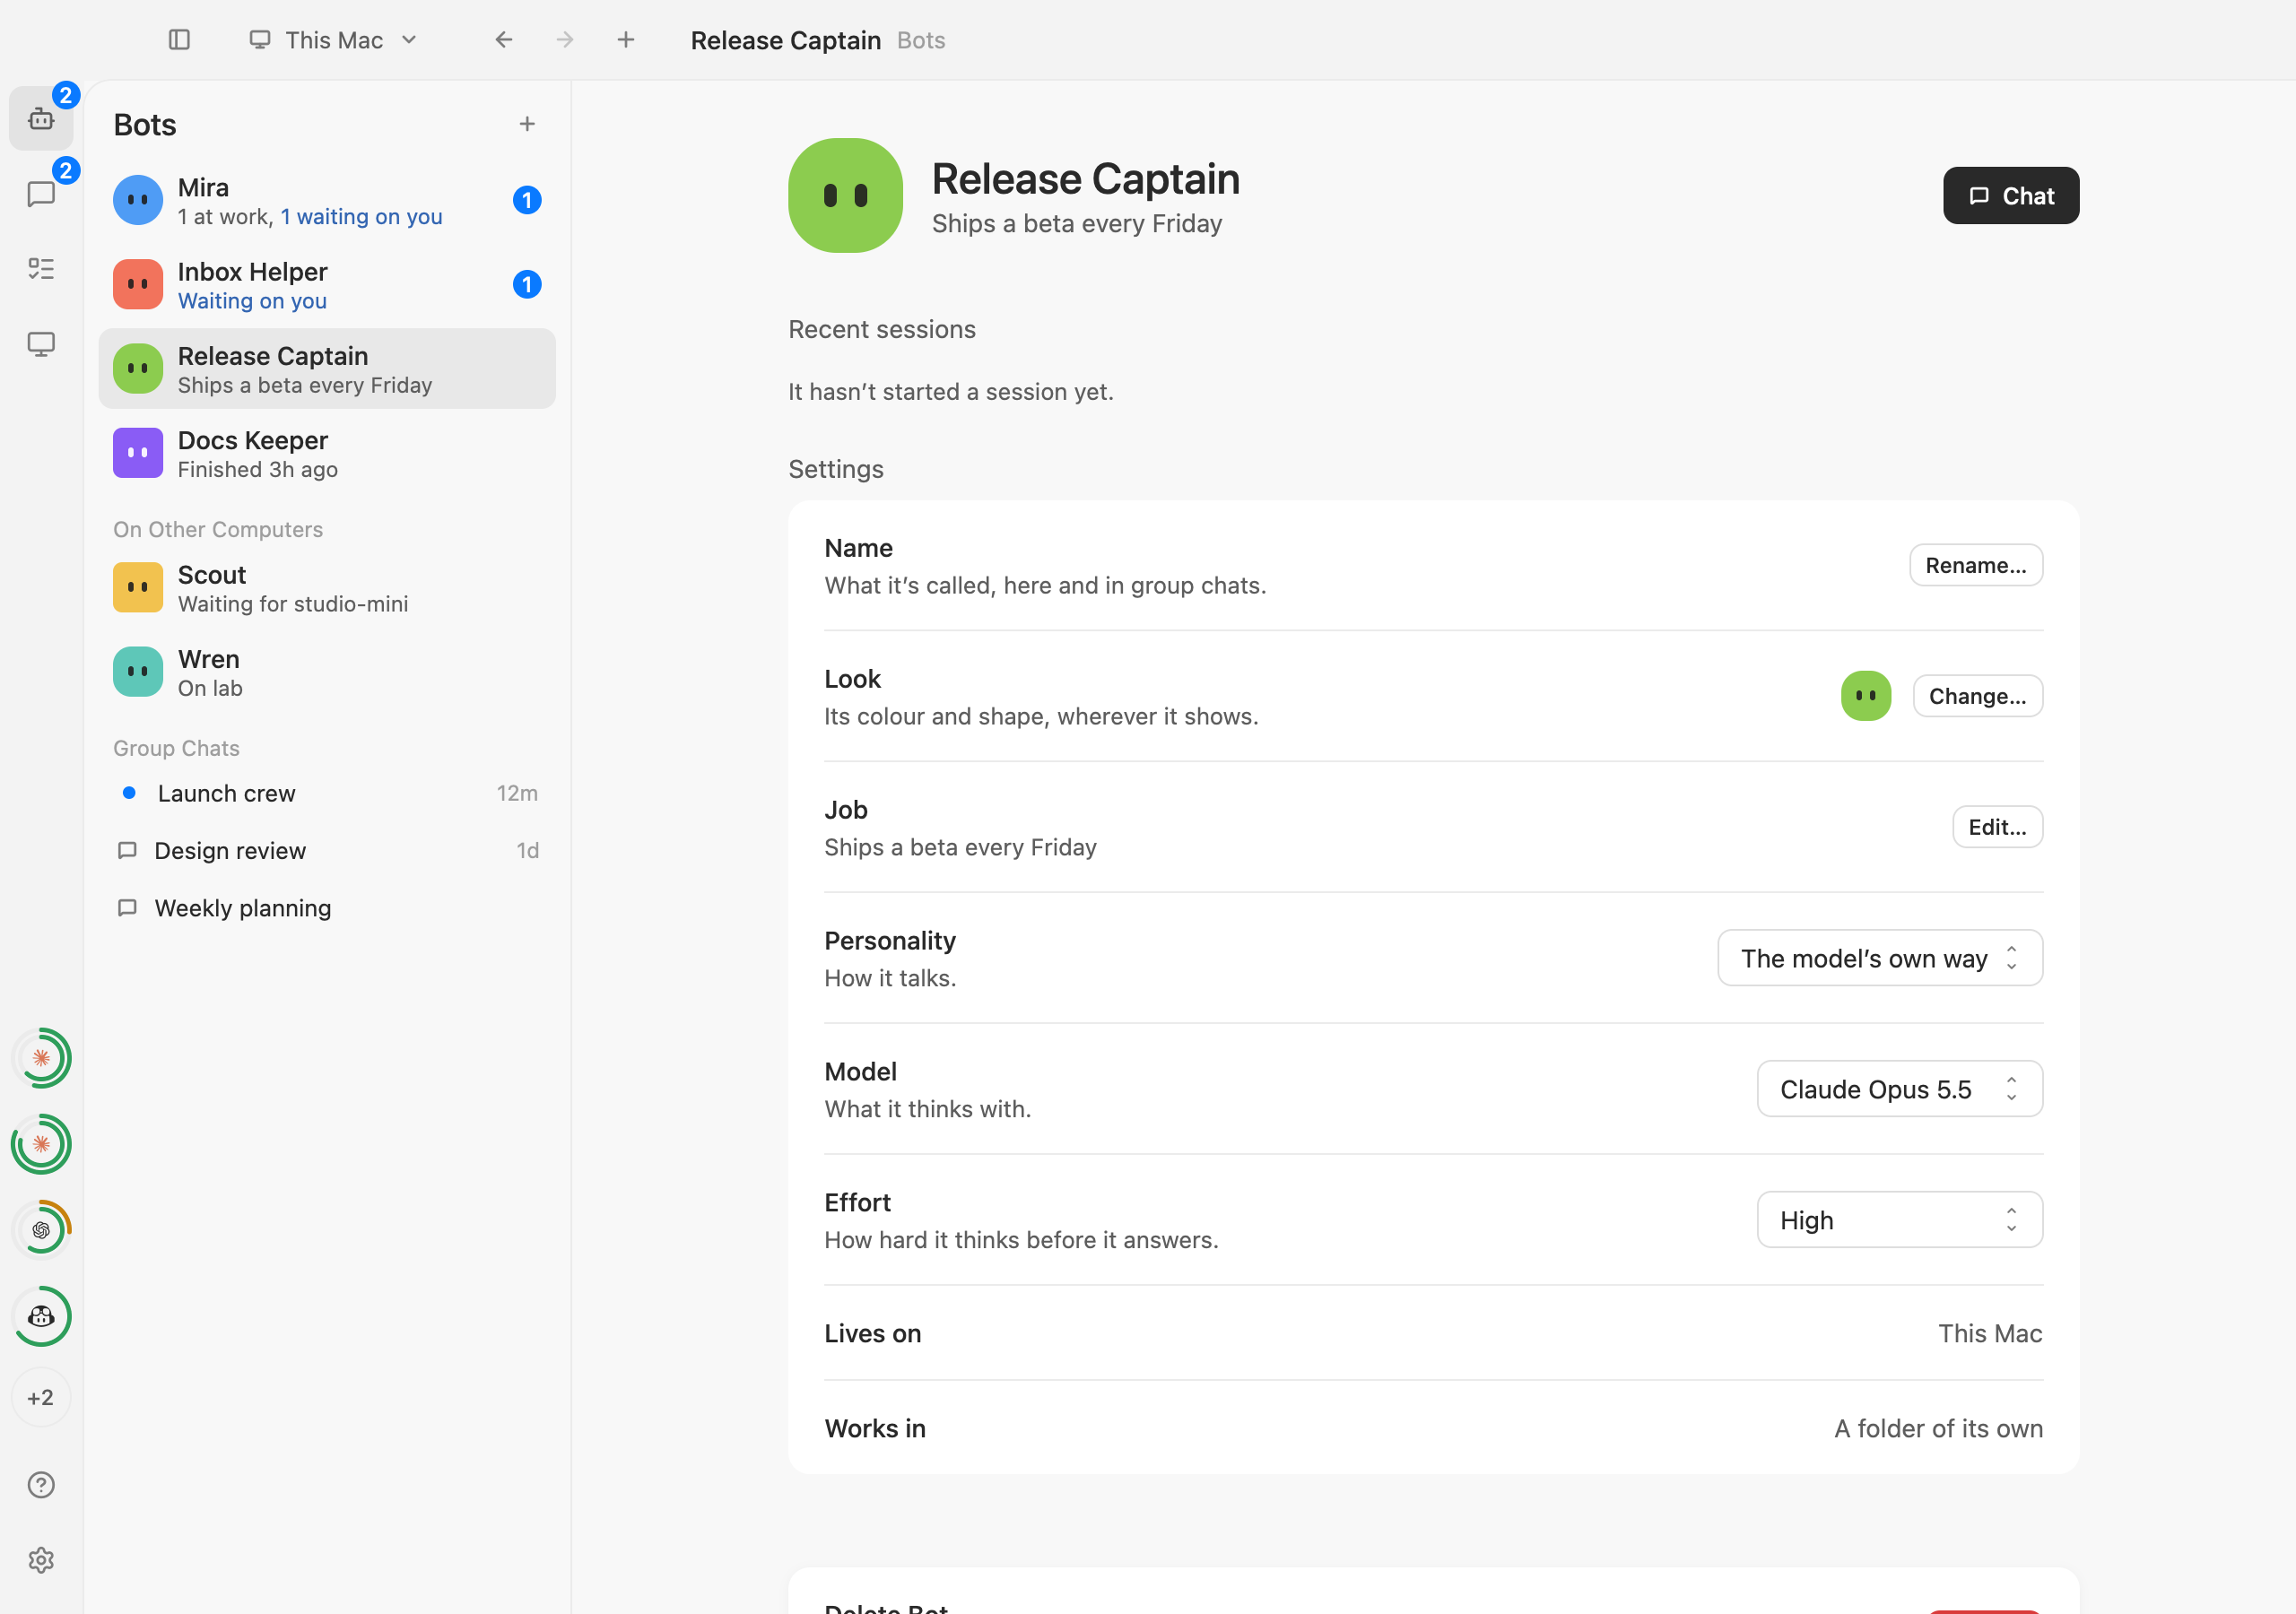 This Mac
Release Captain Bots
2
2
Bots
Mira
1 at work, 1 waiting on you
1
Inbox Helper
Waiting on you
1
Release Captain
Ships a beta every Friday
Docs Keeper
Finished 3h ago
On Other Computers
Scout
Waiting for studio-mini
Wren
On lab
Group Chats
Launch crew 12m
Design review 1d
Weekly planning
+2
Release Captain
Ships a beta every Friday
Chat
Recent sessions
It hasn’t started a session yet.
Settings
Name
What it’s called, here and in group chats.
Rename...
Look
Its colour and shape, wherever it shows.
Change...
Job
Ships a beta every Friday
Edit...
Personality
How it talks.
The model’s own way
Model
What it thinks with.
Claude Opus 5.5
Effort
How hard it thinks before it answers.
High
Lives on
This Mac
Works in
A folder of its own
Delete Bot